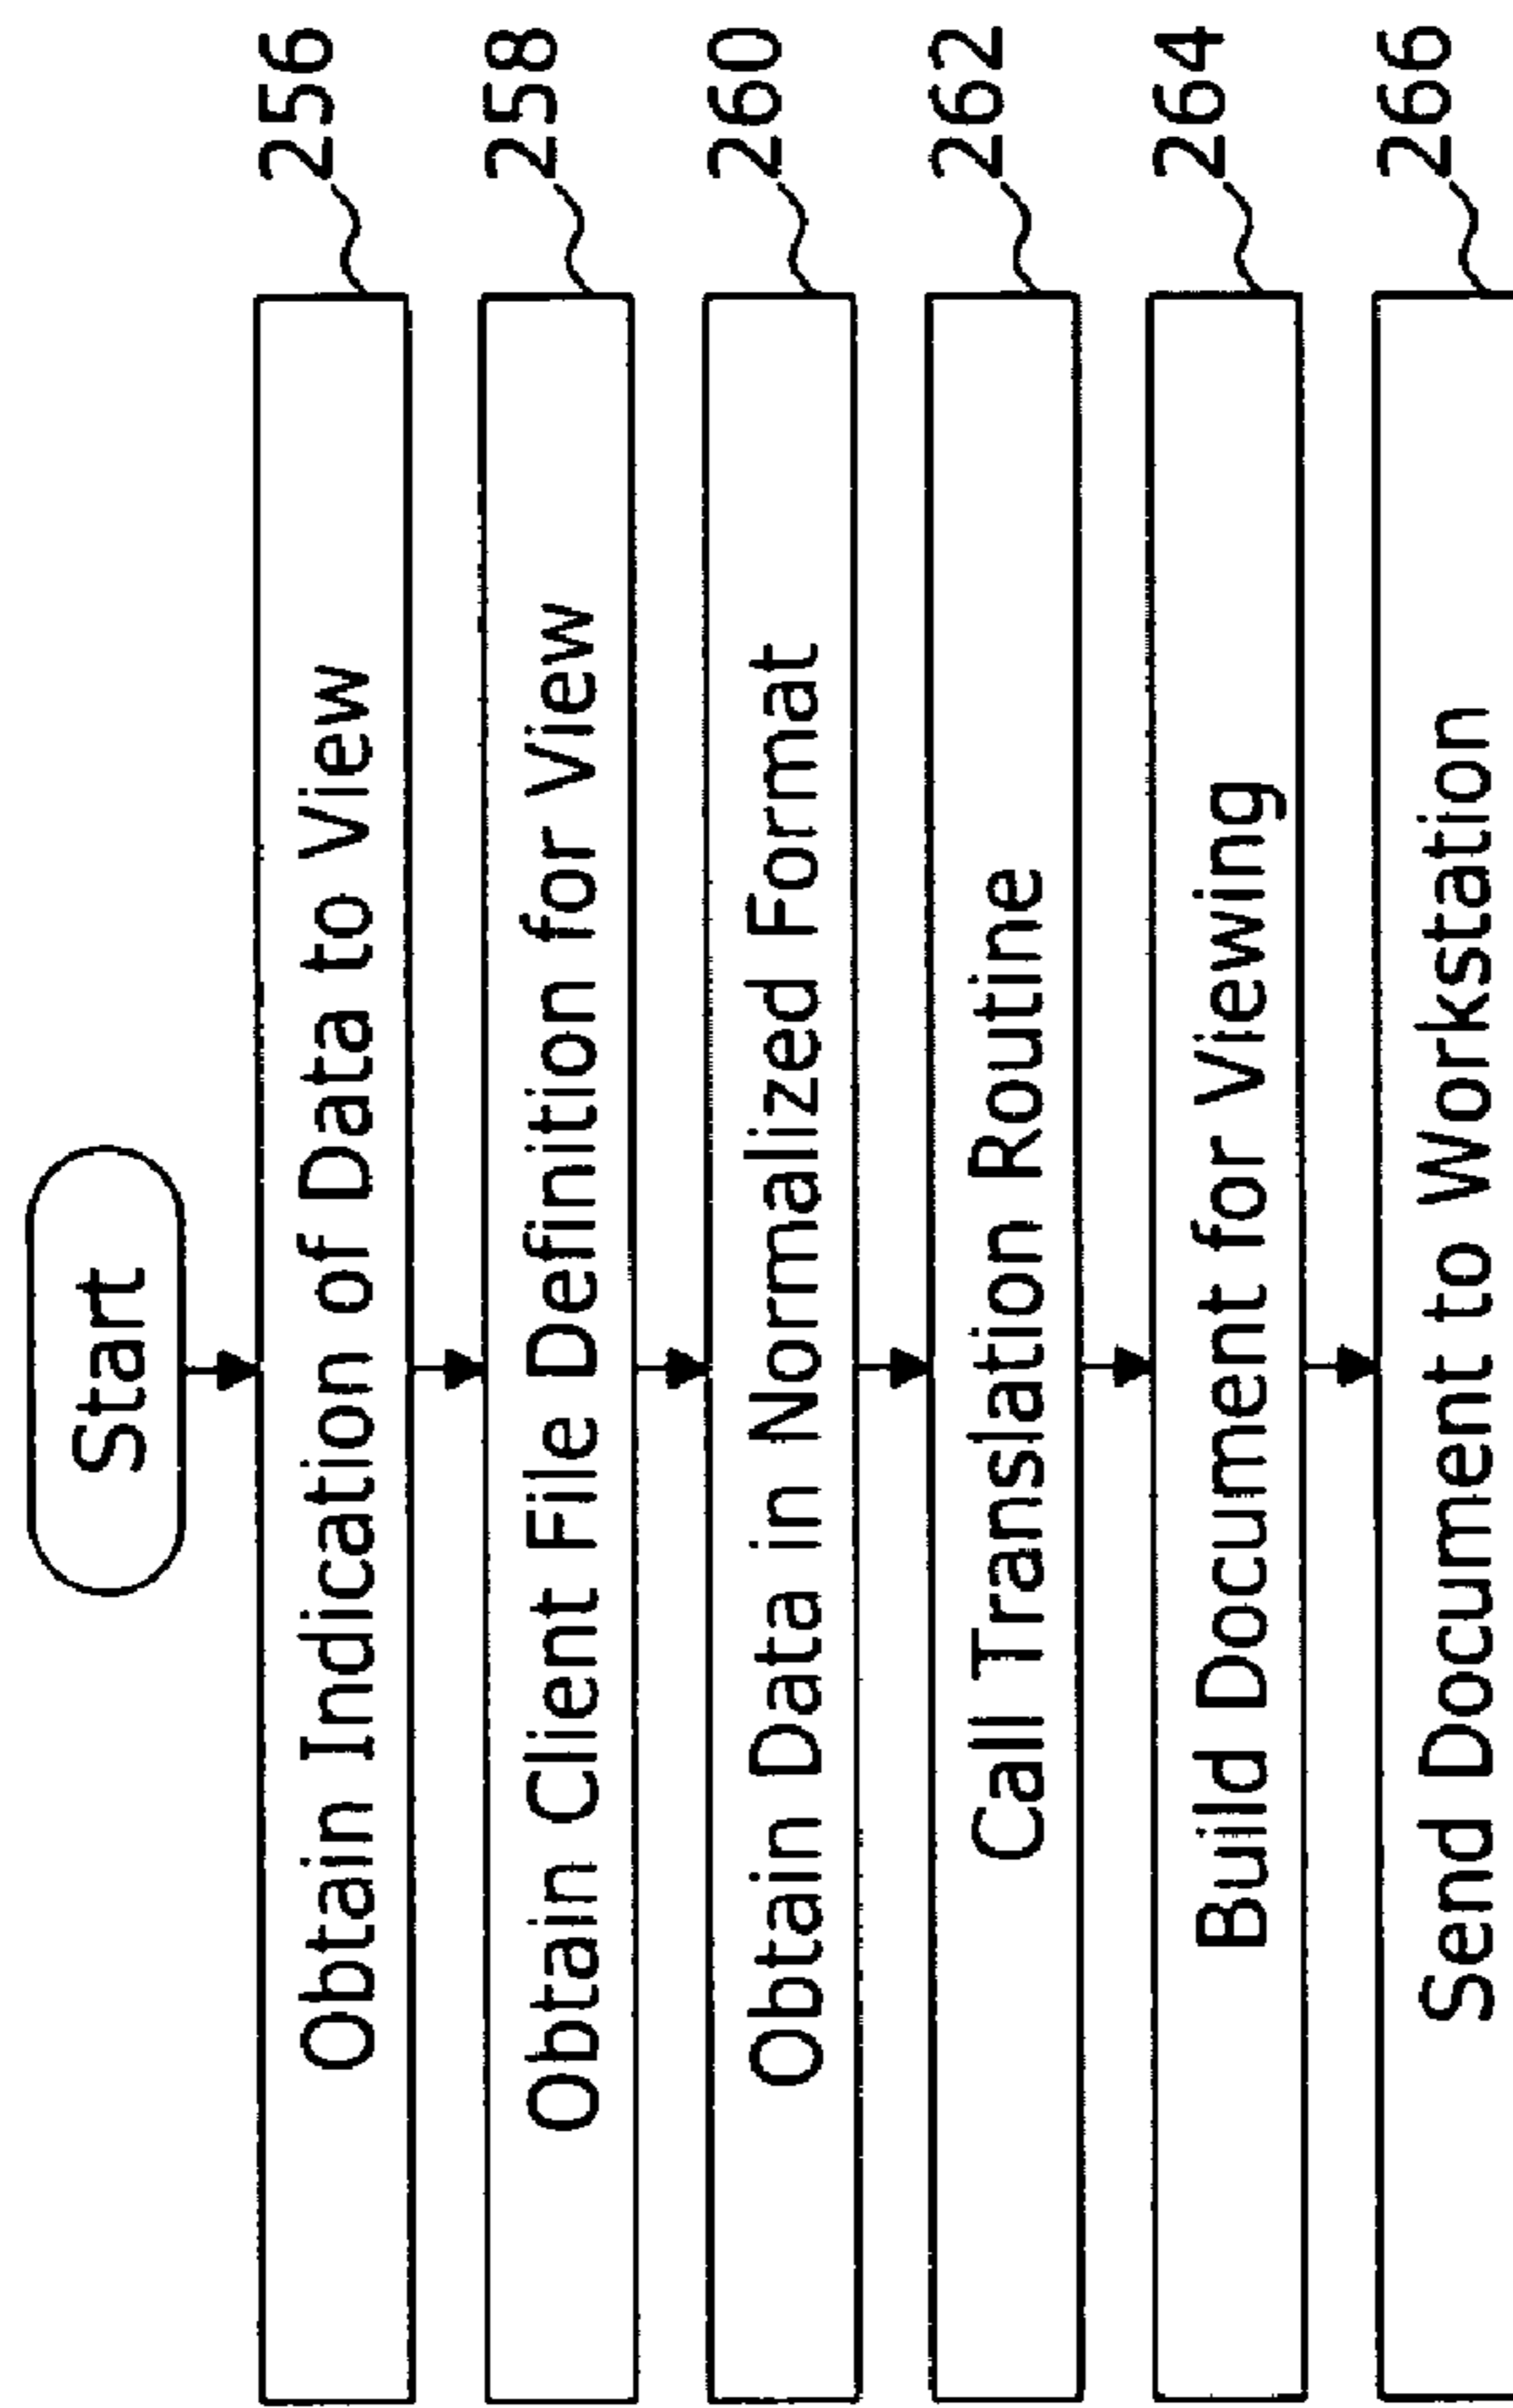 Start
Obtain Indication of Data to View
256
Obtain Client File Definition for View
258
Obtain Data in Normalized Format
260
Call Translation Routine
262
Build Document for Viewing
264
Send Document to Workstation
266